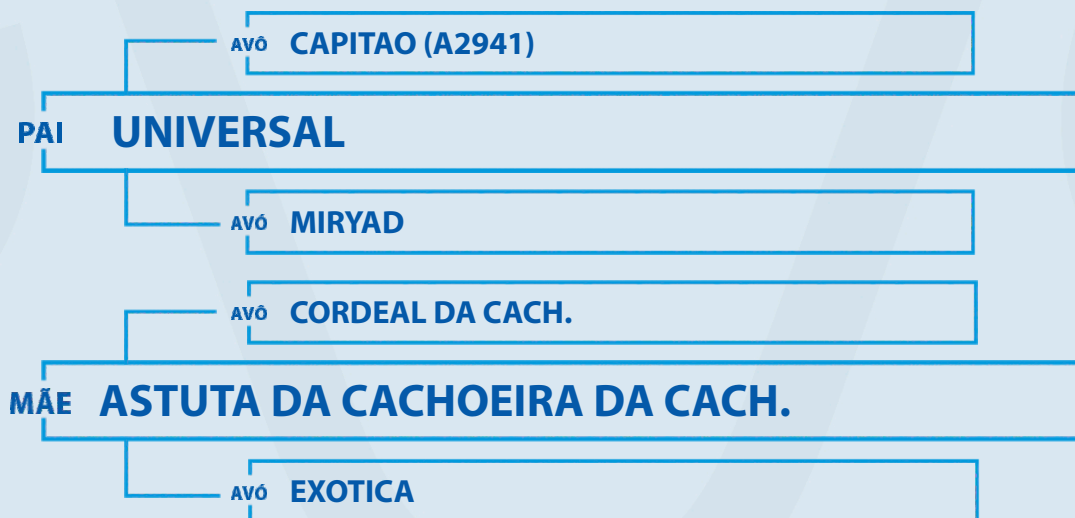 AVÔ CAPITAO (A2941)
PAI UNIVERSAL
AVÓ MIRYAD
AVÔ CORDEAL DA CACH.
MÃE ASTUTA DA CACHOEIRA DA CACH.
AVÓ EXOTICA